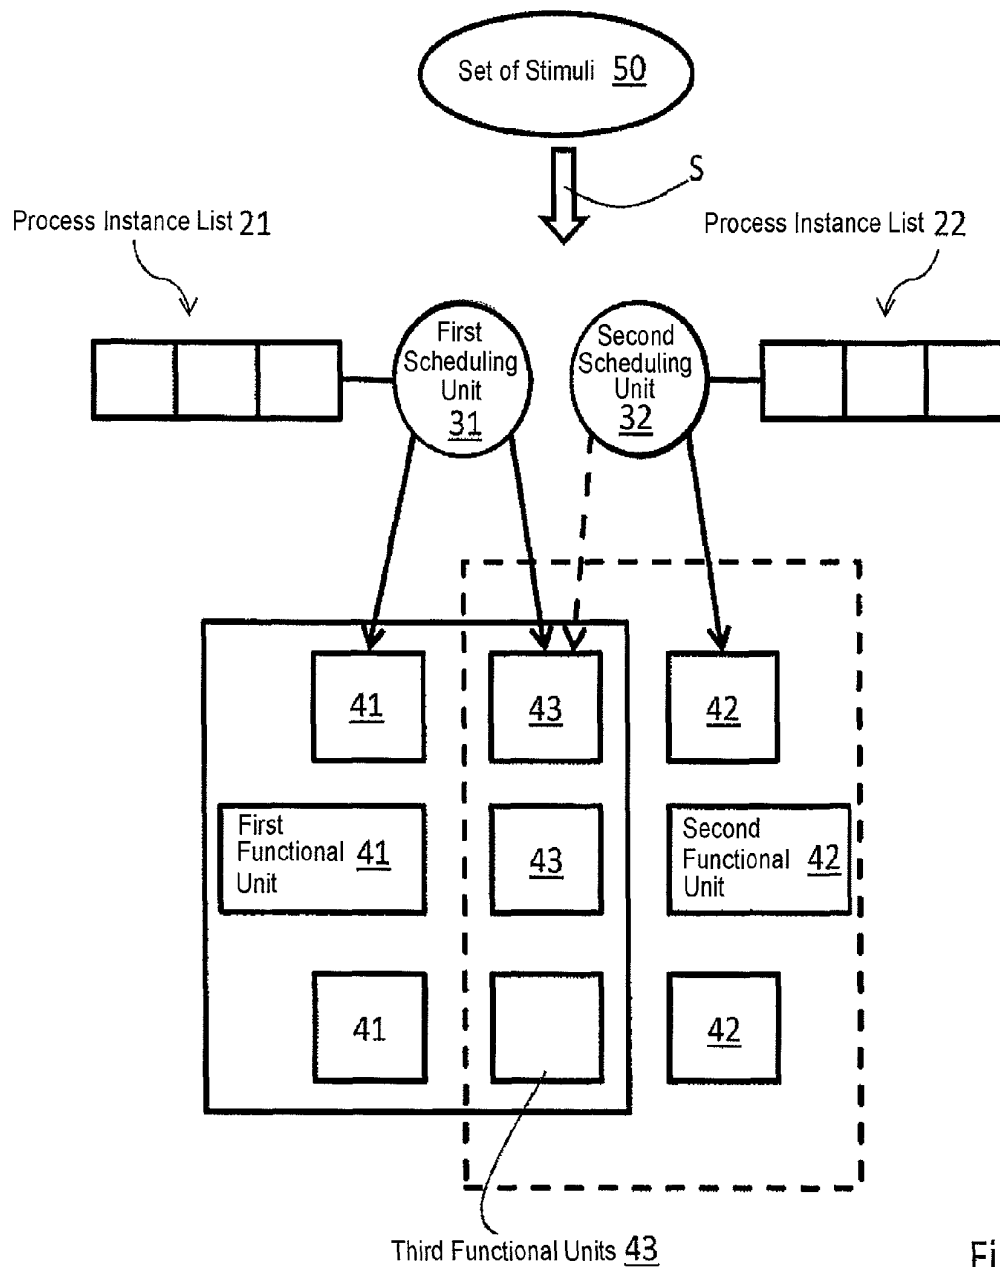 Set of Stimuli 50
S
Process Instance List 21
Process Instance List 22
First
Scheduling
Unit
31
Second
Scheduling
Unit
32
41
43
42
First
Functional
Unit
41
43
Second
Functional
Unit
42
41
42
Third Functional Units 43
Fi